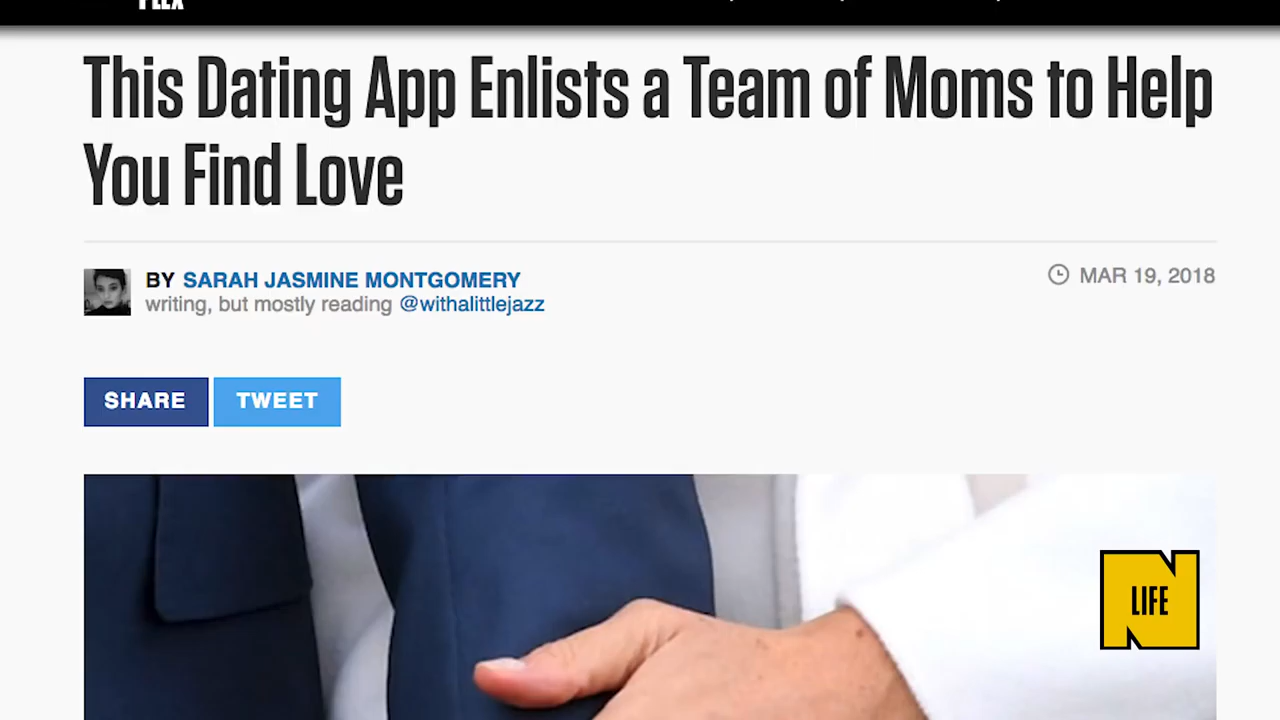 This Dating App Enlists a Team of Moms to Help
You Find Love
BY SARAH JASMINE MONTGOMERY
MAR 19, 2018
writing, but mostly reading @withalittlejazz
SHARE
TWEET
LIFE